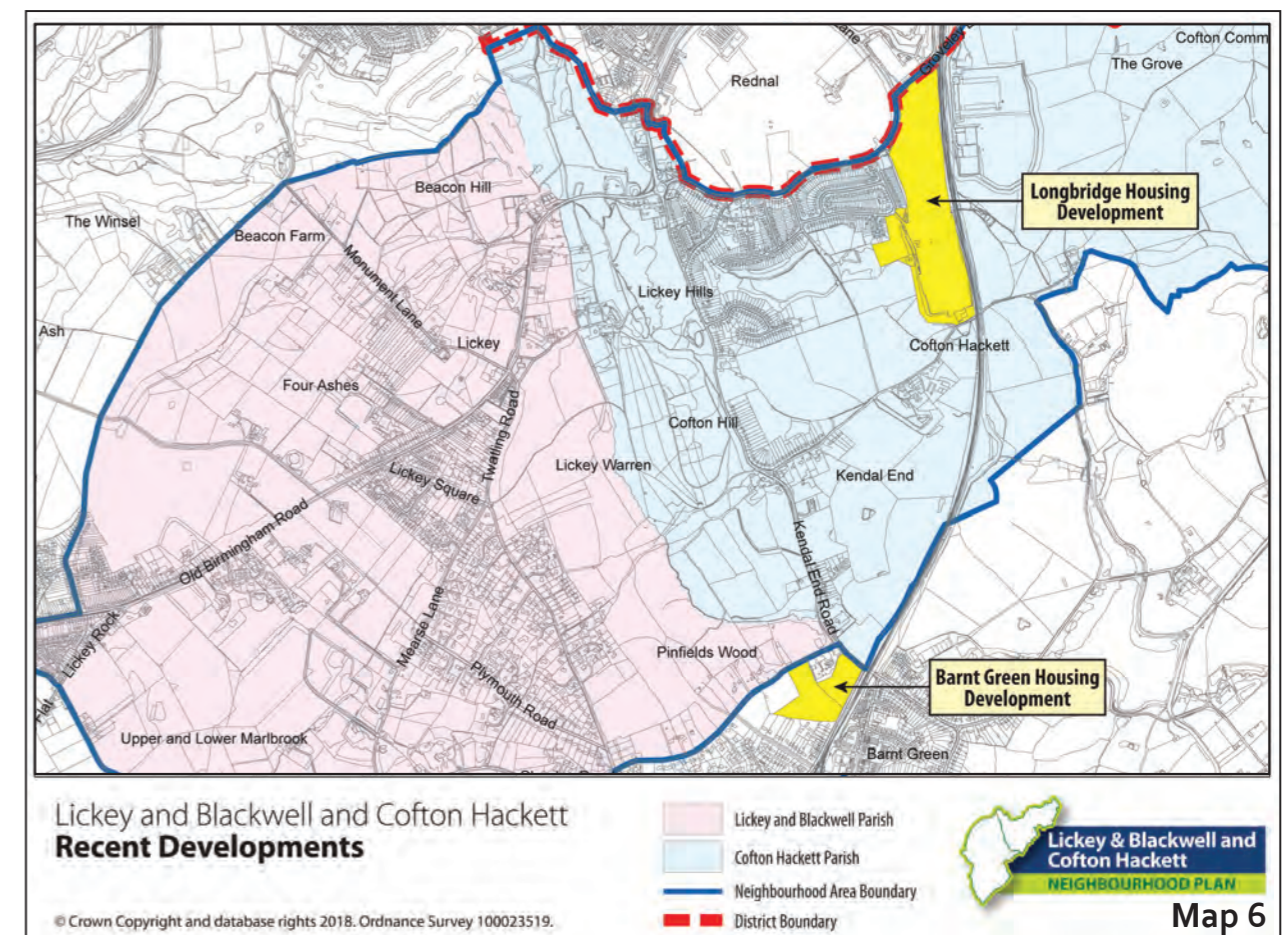 Cofton Comm
Lane
Groveley
Rednal
The Grove
Beacon Hill
Longbridge Housing
Development
The Winsel
Beacon Farm
Monument Lane
Lickey Hills
Ash
Lickey
Cofton Hackett
Four Ashes
Twatling Road
Cofton Hill
Lickey Warren
Lickey Square
Kendal End
Old Birmingham Road
Kendal End Road
Mearse Lane
Lickey Rock
Pinfields Wood
Plymouth Road
Barnt Green Housing
Development
Flat
Upper and Lower Marlbrook
Barnt Green
Lickey and Blackwell and Cofton Hackett
Recent Developments
© Crown Copyright and database rights 2018. Ordnance Survey 100023519.
Lickey and Blackwell Parish
Cofton Hackett Parish
Neighbourhood Area Boundary
District Boundary
Lickey & Blackwell and
Cofton Hackett
NEIGHBOURHOOD PLAN
Map 6